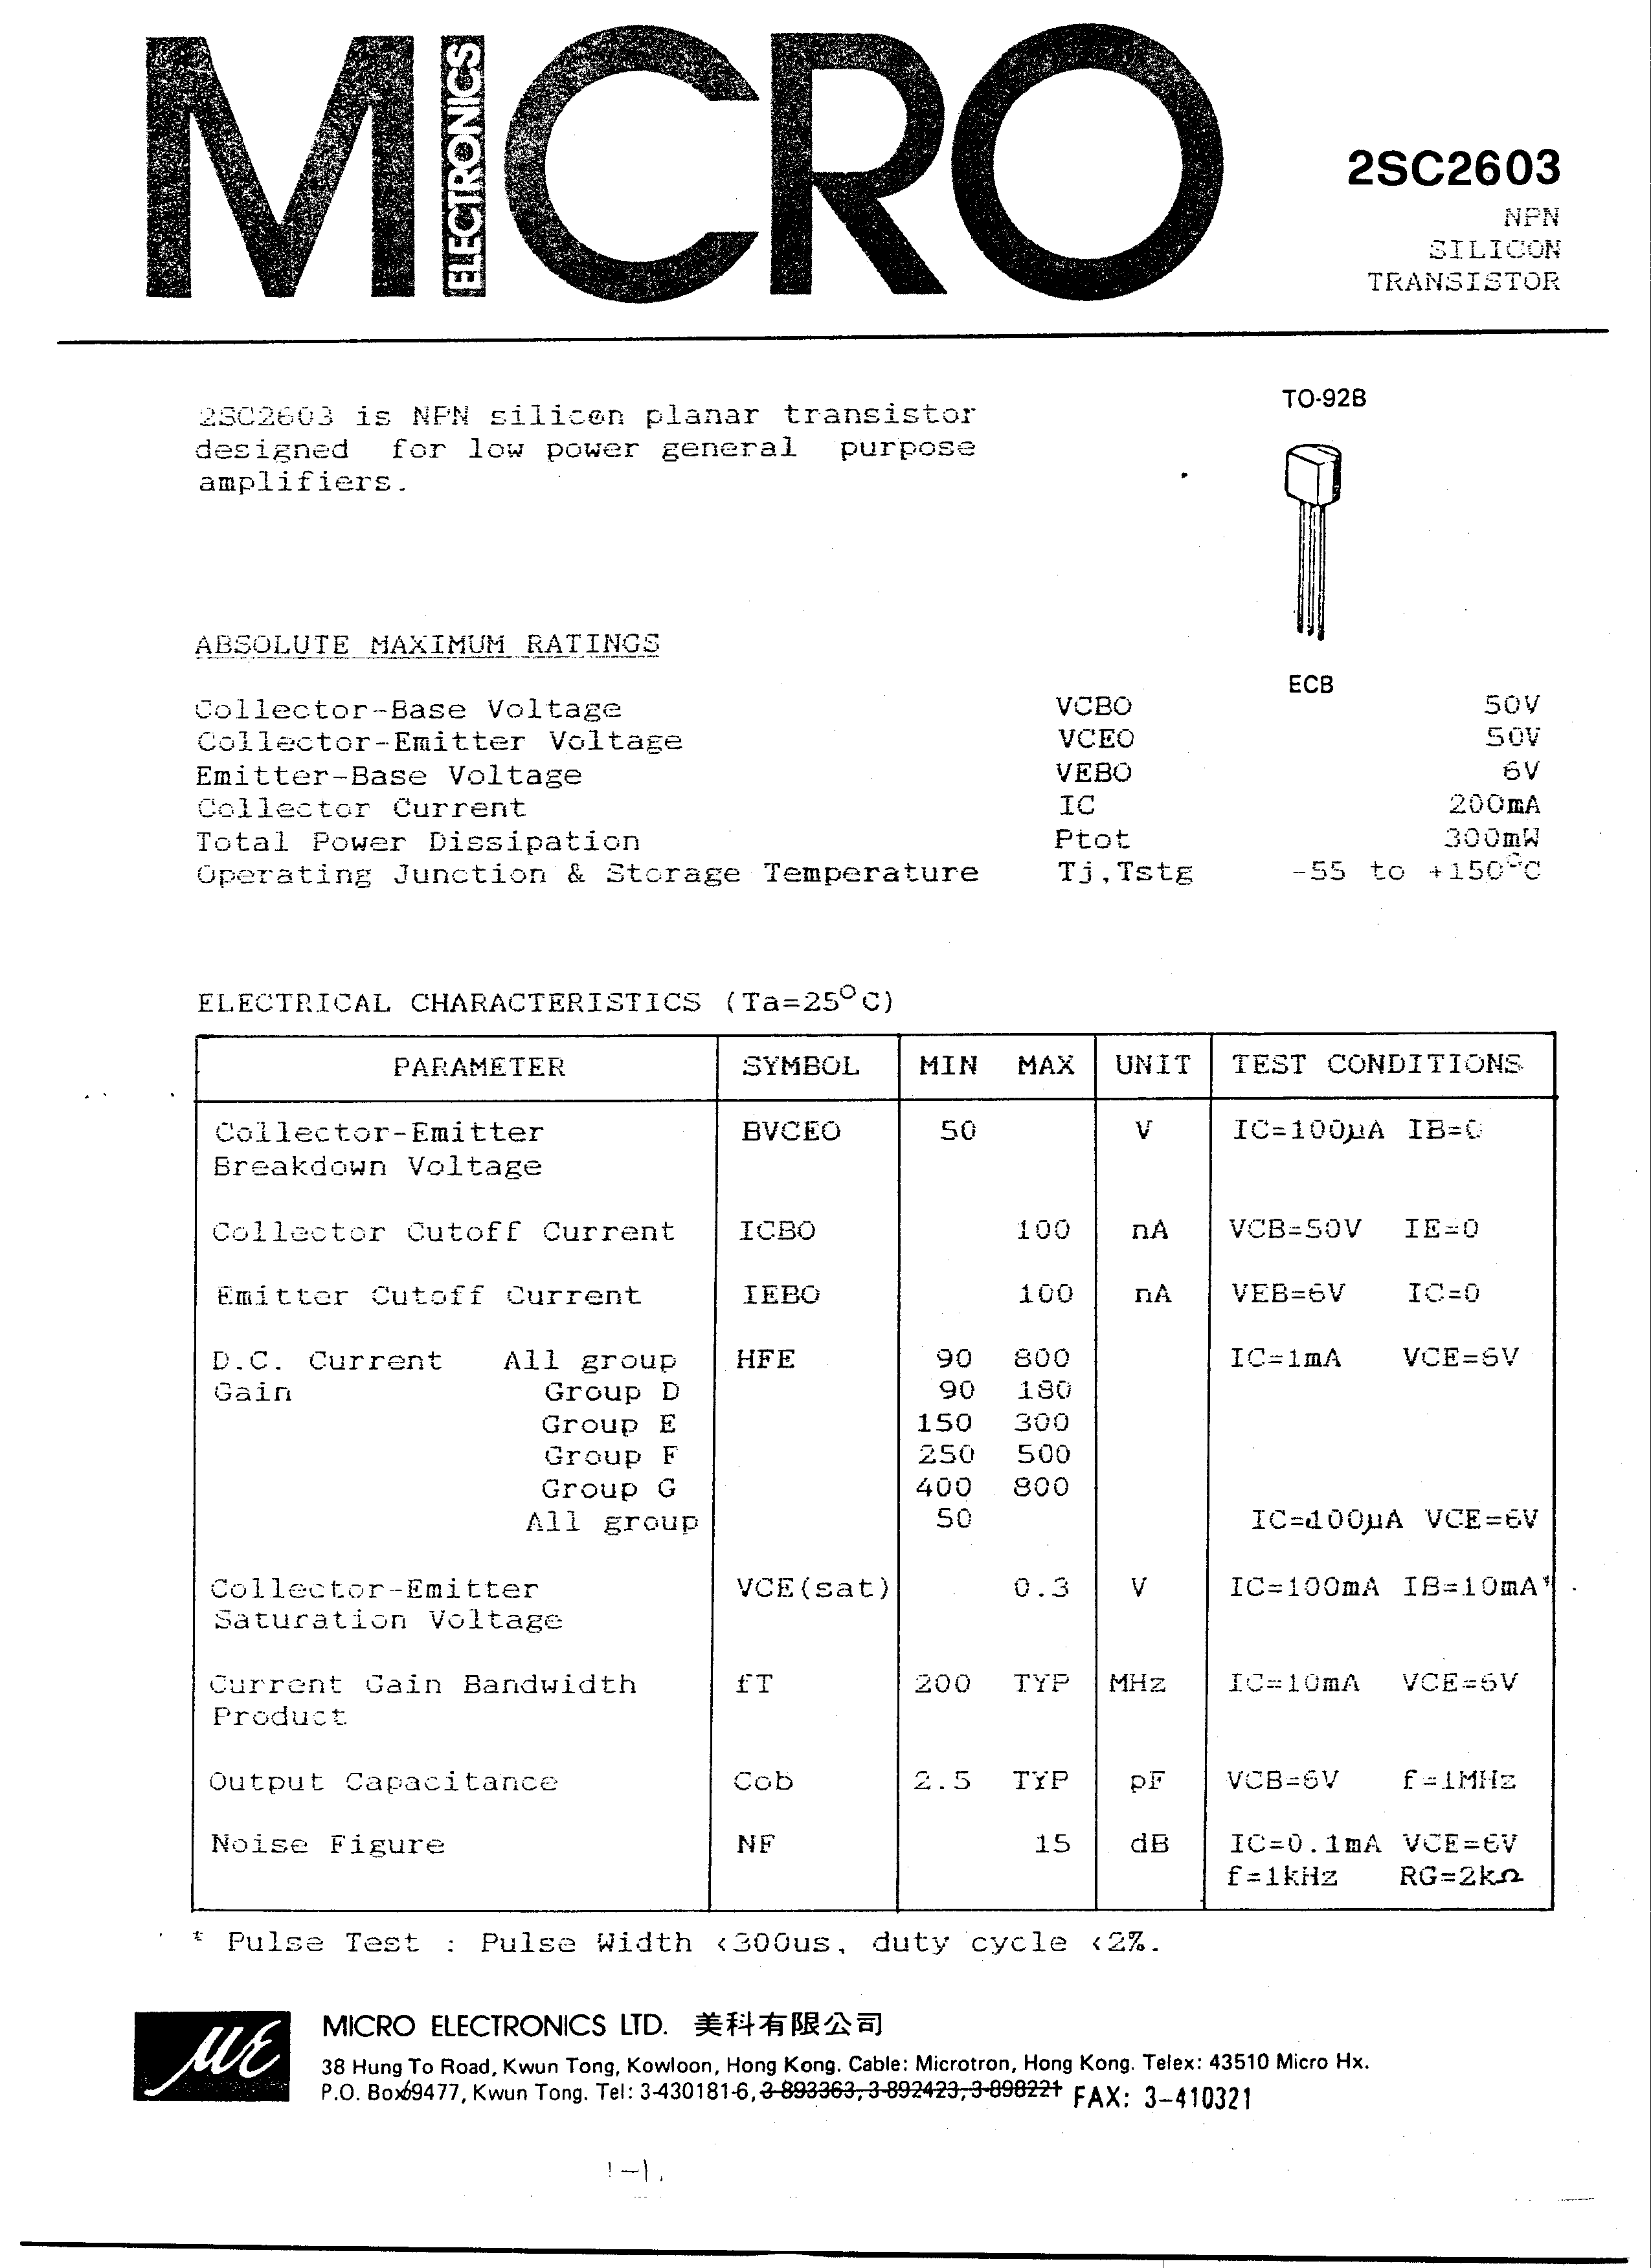 MICRO
ELECTRONICS
2SC2603
NPN
SILICON
TRANSISTOR
2SC2603 is NPN silicon planar transistor
designed for low power general purpose
amplifiers.
TO-92B
ECB
ABSOLUTE MAXIMUM RATINGS
Collector-Base Voltage VCBO 50V
Collector-Emitter Voltage VCEO 50V
Emitter-Base Voltage VEBO 6V
Collector Current IC 200mA
Total Power Dissipation Ptot 300mW
Operating Junction & Storage Temperature Tj,Tstg -55 to +150°C
ELECTRICAL CHARACTERISTICS (Ta=25°C)
PARAMETER SYMBOL MIN MAX UNIT TEST CONDITIONS
Collector-Emitter BVCEO 50 V IC=100µA IB=0
Breakdown Voltage
Collector Cutoff Current ICBO 100 nA VCB=50V IE=0
Emitter Cutoff Current IEBO 100 nA VEB=6V IC=0
D.C. Current All group HFE 90 800 IC=1mA VCE=6V
Gain Group D 90 180
Group E 150 300
Group F 250 500
Group G 400 800
All group 50 IC=100µA VCE=6V
Collector-Emitter VCE(sat) 0.3 V IC=100mA IB=10mA*
Saturation Voltage
Current Gain Bandwidth fT 200 TYP MHz IC=10mA VCE=6V
Product
Output Capacitance Cob 2.5 TYP pF VCB=6V f=1MHz
Noise Figure NF 15 dB IC=0.1mA VCE=6V
f=1kHz RG=2kΩ
* Pulse Test : Pulse Width <300us, duty cycle <2%.
µE
MICRO ELECTRONICS LTD. 美科有限公司
38 Hung To Road, Kwun Tong, Kowloon, Hong Kong. Cable: Microtron, Hong Kong. Telex: 43510 Micro Hx.
P.O. Box 69477, Kwun Tong. Tel: 3-430181-6, 3-893363, 3-892423, 3-898221 FAX: 3-410321